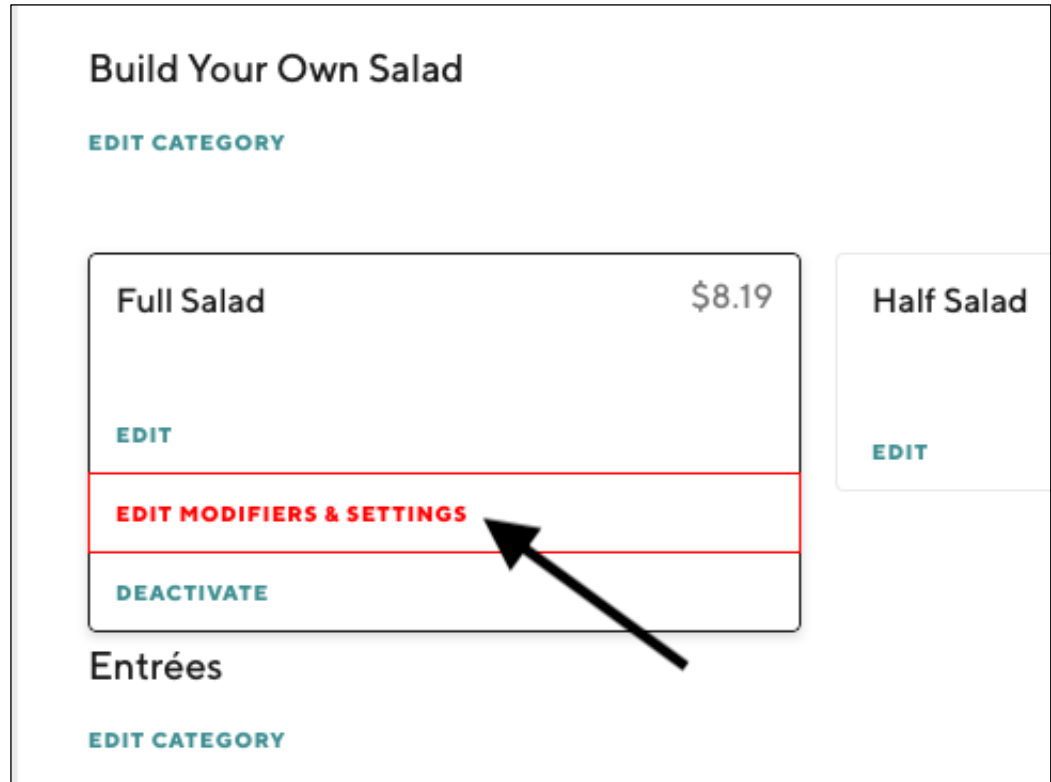 Build Your Own Salad
EDIT CATEGORY
Full Salad
$8.19
EDIT
EDIT MODIFIERS & SETTINGS
DEACTIVATE
Half Salad
EDIT
Entrées
EDIT CATEGORY